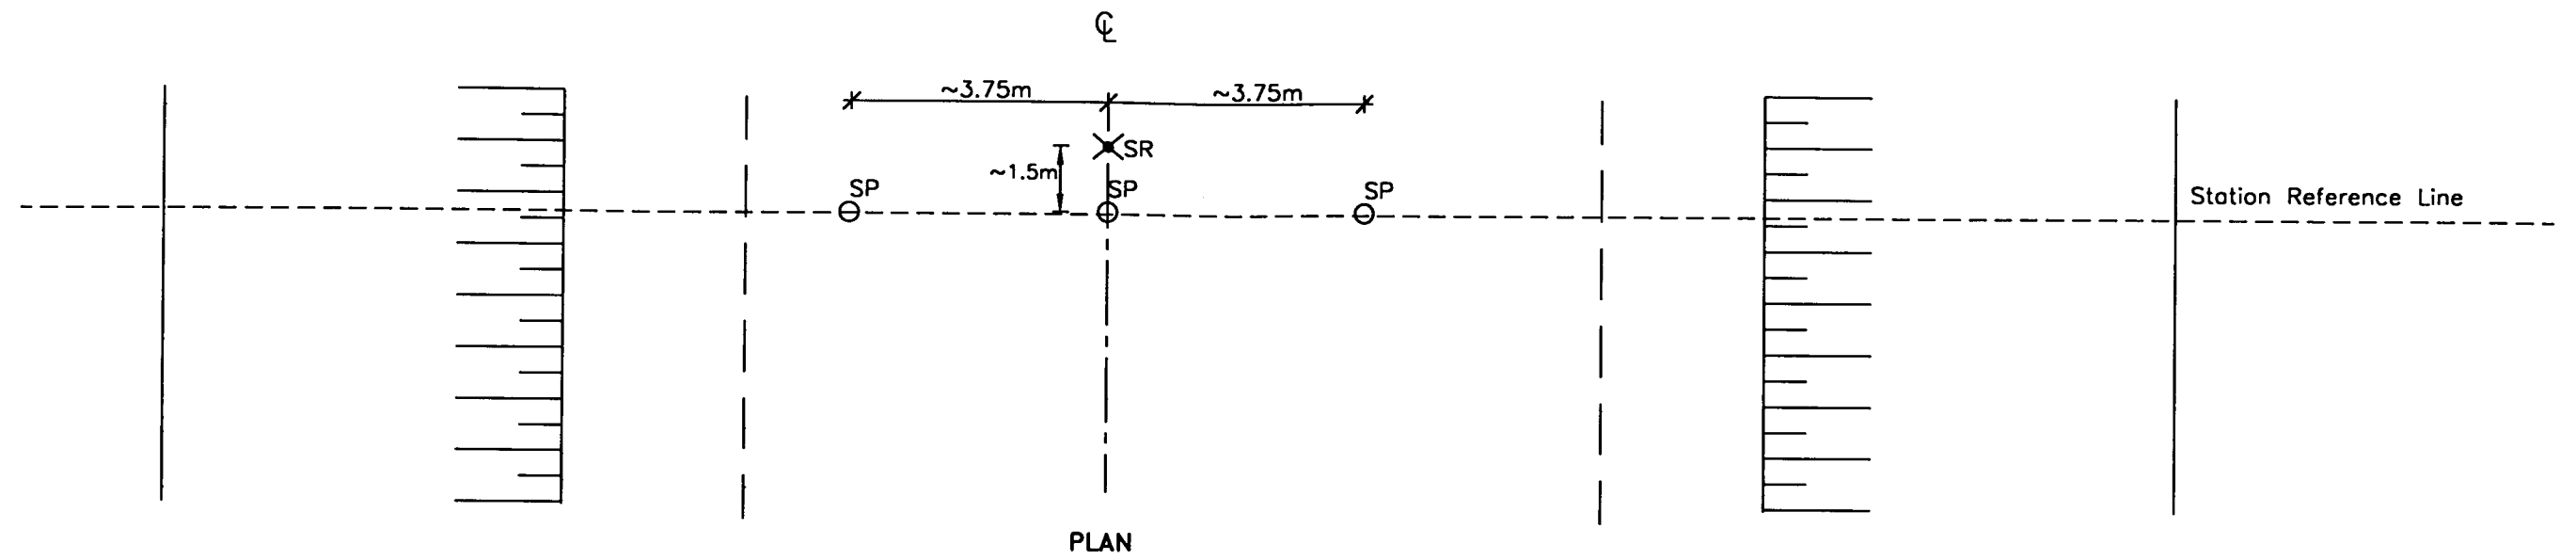 ℄
~3.75m ~3.75m
SR
~1.5m
SP SP SP
Station Reference Line
PLAN